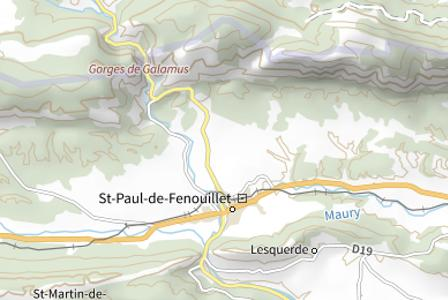 Gorges de Galamus
St-Paul-de-Fenouillet
Maury
Lesquerde
D19
St-Martin-de-